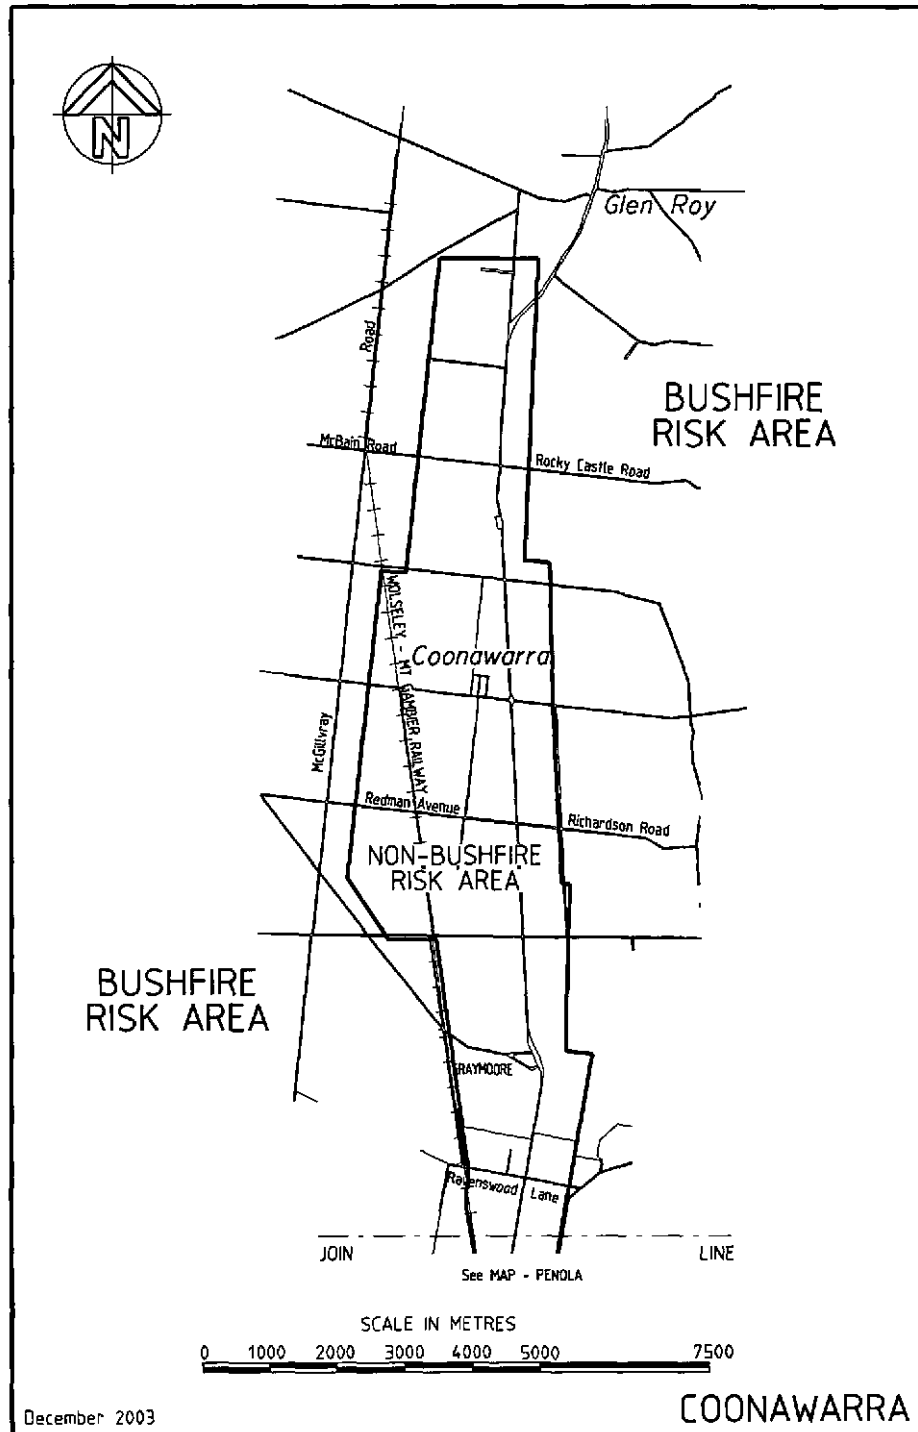 N
Glen Roy
Road
BUSHFIRE
RISK AREA
McBain Road
Rocky Castle Road
WOLSELEY - MT GAMBIER RAILWAY
Coonawarra
McGillvray
Redman Avenue
Richardson Road
NON-BUSHFIRE
RISK AREA
BUSHFIRE
RISK AREA
GRAYMOORE
Ravenswood Lane
JOIN LINE
See MAP - PENOLA
SCALE IN METRES
0 1000 2000 3000 4000 5000 7500
December 2003
COONAWARRA